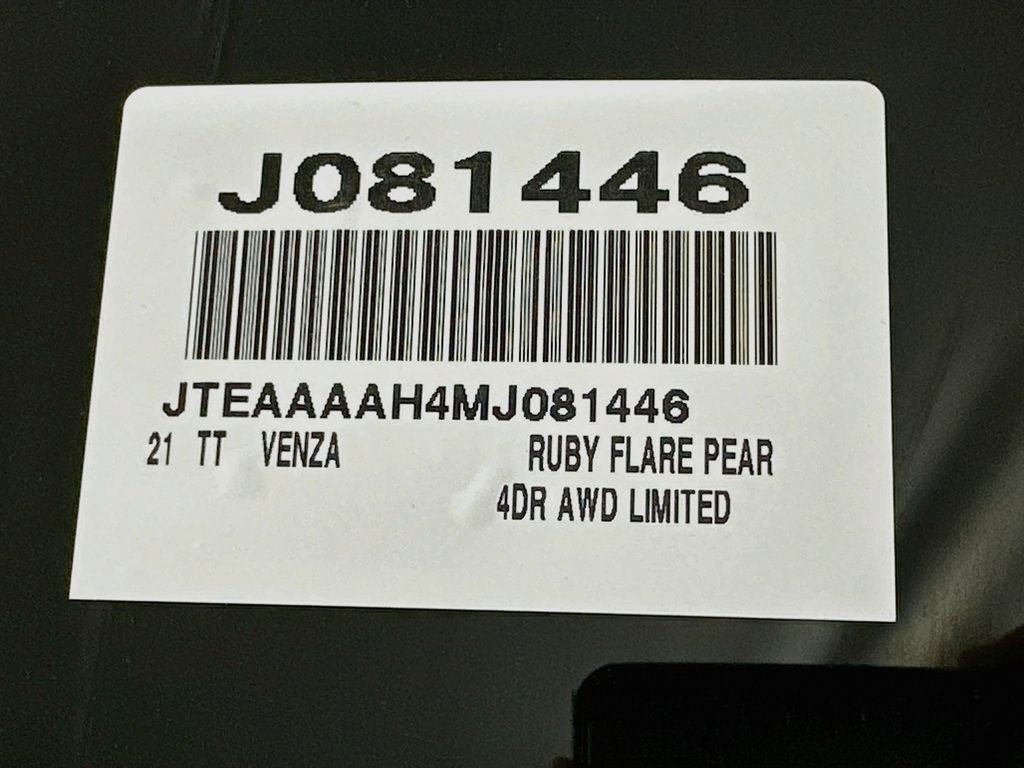 J081446
JTEAAAAH4MJ081446
21 TT VENZA RUBY FLARE PEAR
4DR AWD LIMITED